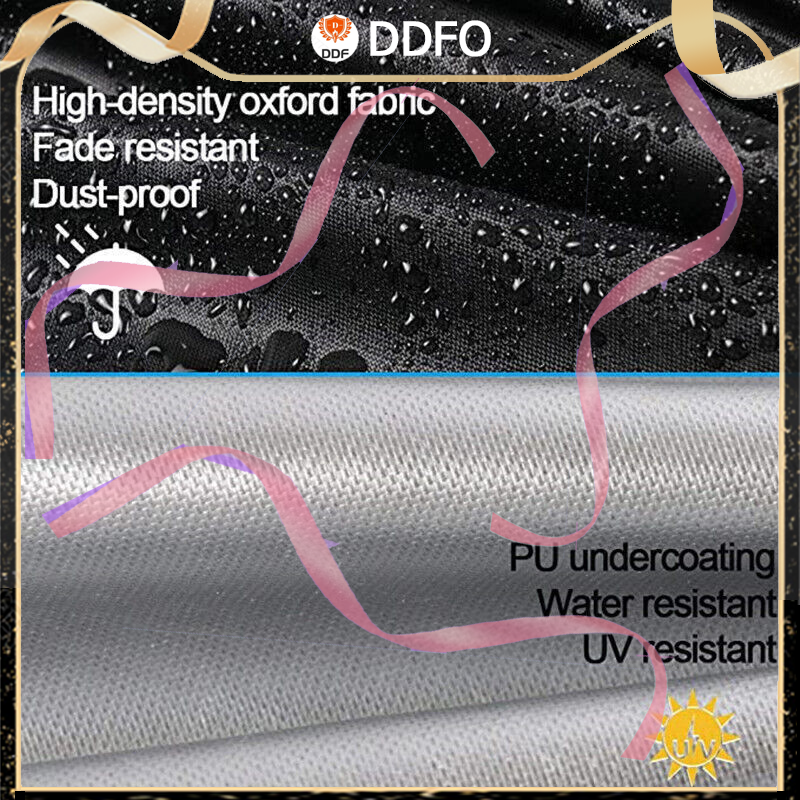 DDF
DDFO
High-density oxford fabric
Fade resistant
Dust-proof
PU undercoating
Water resistant
UV resistant
UV